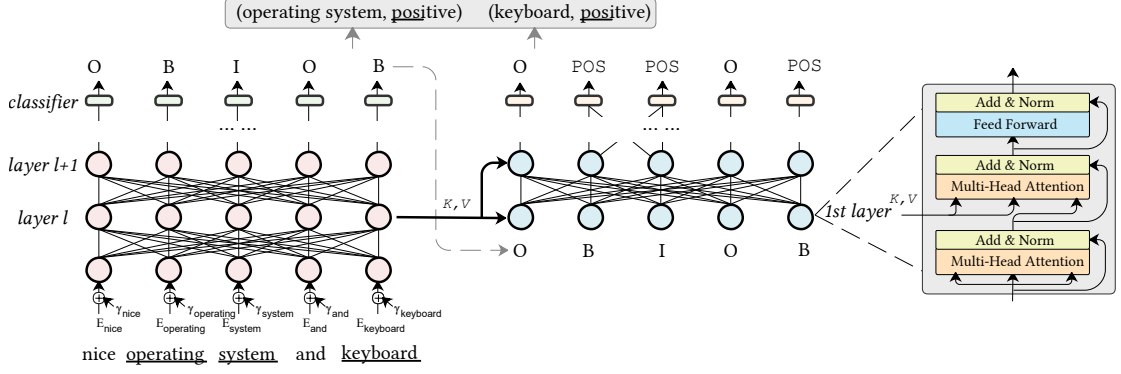 (operating system, positive) (keyboard, positive)
O B I O B O POS POS O POS
classifier
... ... ... ...
layer l+1
layer l
K,V
1st layer
K,V
O B I O B
Add & Norm
Feed Forward
Add & Norm
Multi-Head Attention
Add & Norm
Multi-Head Attention
γnice γoperating γsystem γand γkeyboard
Enice Eoperating Esystem Eand Ekeyboard
nice operating system and keyboard